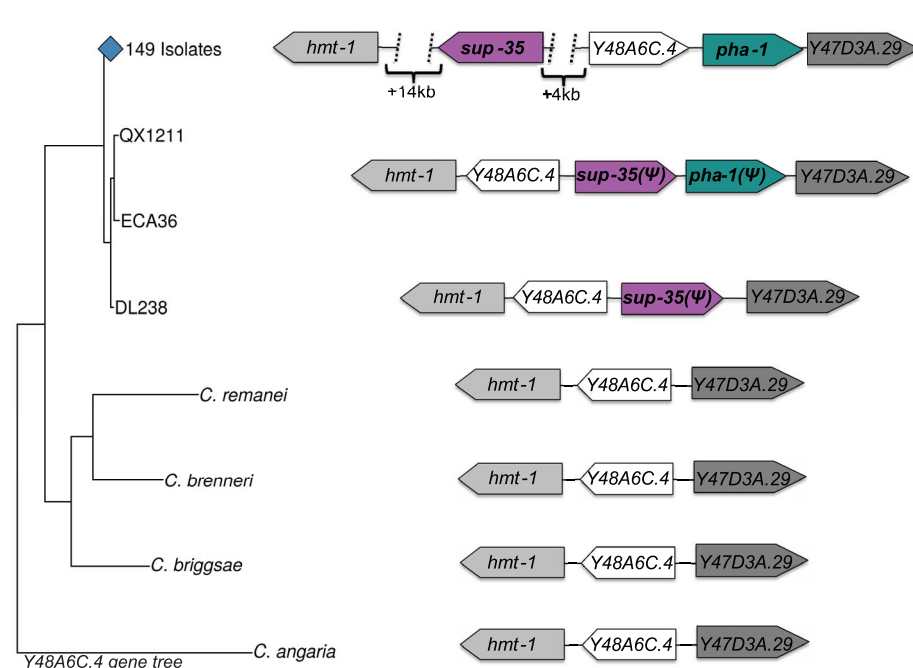 149 Isolates
hmt-1 sup-35 Y48A6C.4 pha-1 Y47D3A.29
+14kb +4kb
QX1211
hmt-1 Y48A6C.4 sup-35(Ψ) pha-1(Ψ) Y47D3A.29
ECA36
DL238
hmt-1 Y48A6C.4 sup-35(Ψ) Y47D3A.29
C. remanei
hmt-1 Y48A6C.4 Y47D3A.29
C. brenneri
hmt-1 Y48A6C.4 Y47D3A.29
C. briggsae
hmt-1 Y48A6C.4 Y47D3A.29
C. angaria
hmt-1 Y48A6C.4 Y47D3A.29
Y48A6C.4 gene tree